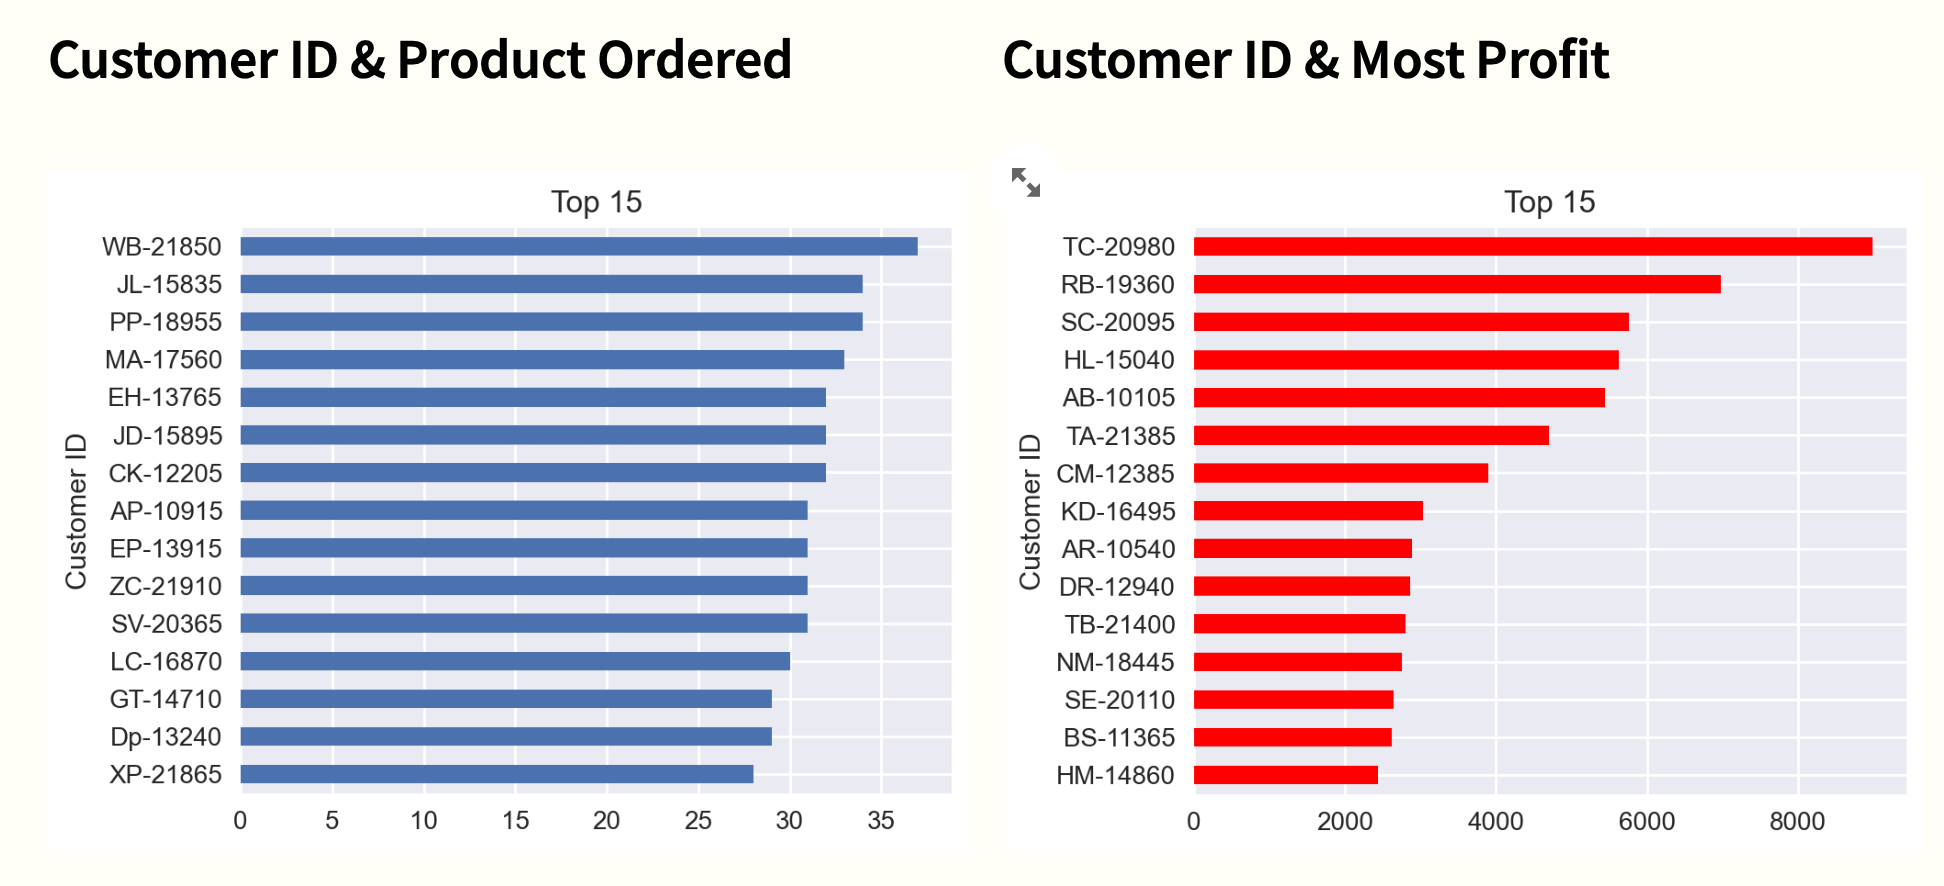 Customer ID & Product Ordered
Top 15
Customer ID
WB-21850
JL-15835
PP-18955
MA-17560
EH-13765
JD-15895
CK-12205
AP-10915
EP-13915
ZC-21910
SV-20365
LC-16870
GT-14710
Dp-13240
XP-21865
0 5 10 15 20 25 30 35
Customer ID & Most Profit
Top 15
Customer ID
TC-20980
RB-19360
SC-20095
HL-15040
AB-10105
TA-21385
CM-12385
KD-16495
AR-10540
DR-12940
TB-21400
NM-18445
SE-20110
BS-11365
HM-14860
0 2000 4000 6000 8000